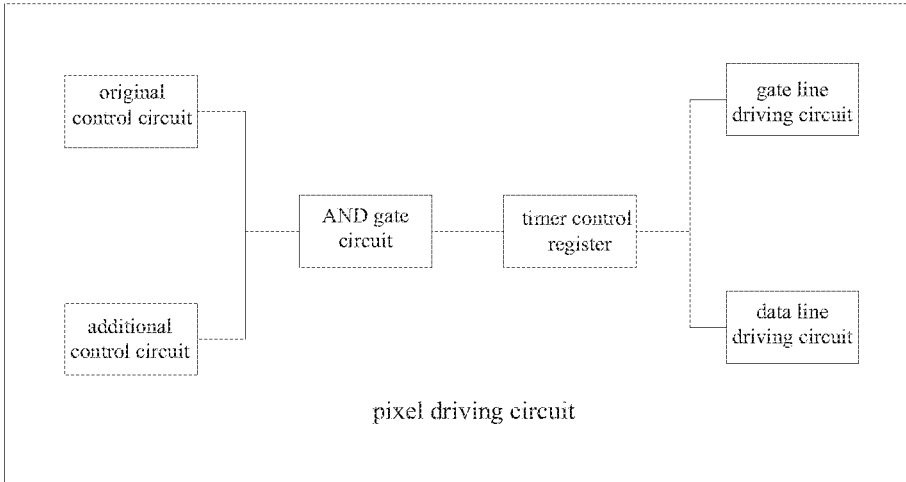 original
control circuit
gate line
driving circuit
AND gate
circuit
timer control
register
additional
control circuit
data line
driving circuit
pixel driving circuit